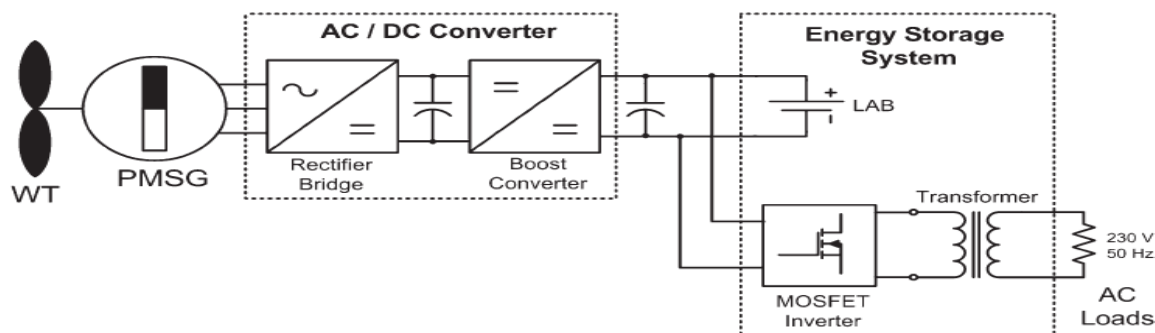 AC / DC Converter
Energy Storage
System
+
LAB
-
WT
PMSG
Rectifier
Bridge
Boost
Converter
Transformer
230 V
50 Hz
MOSFET
Inverter
AC
Loads